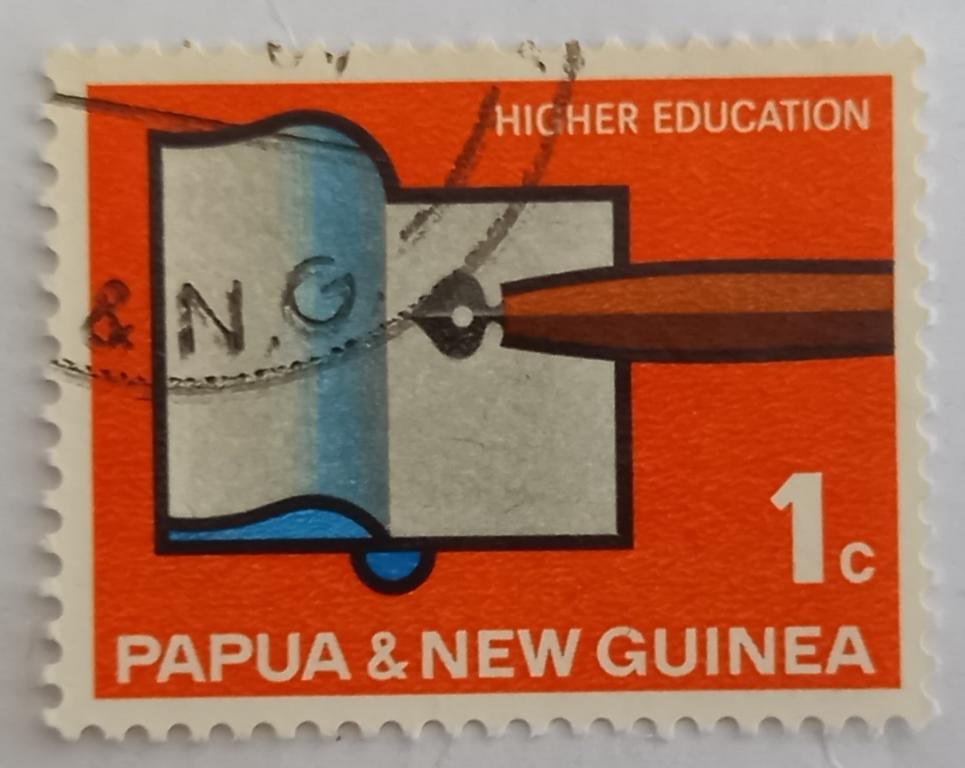 HIGHER EDUCATION
& N.G.
1c
PAPUA & NEW GUINEA